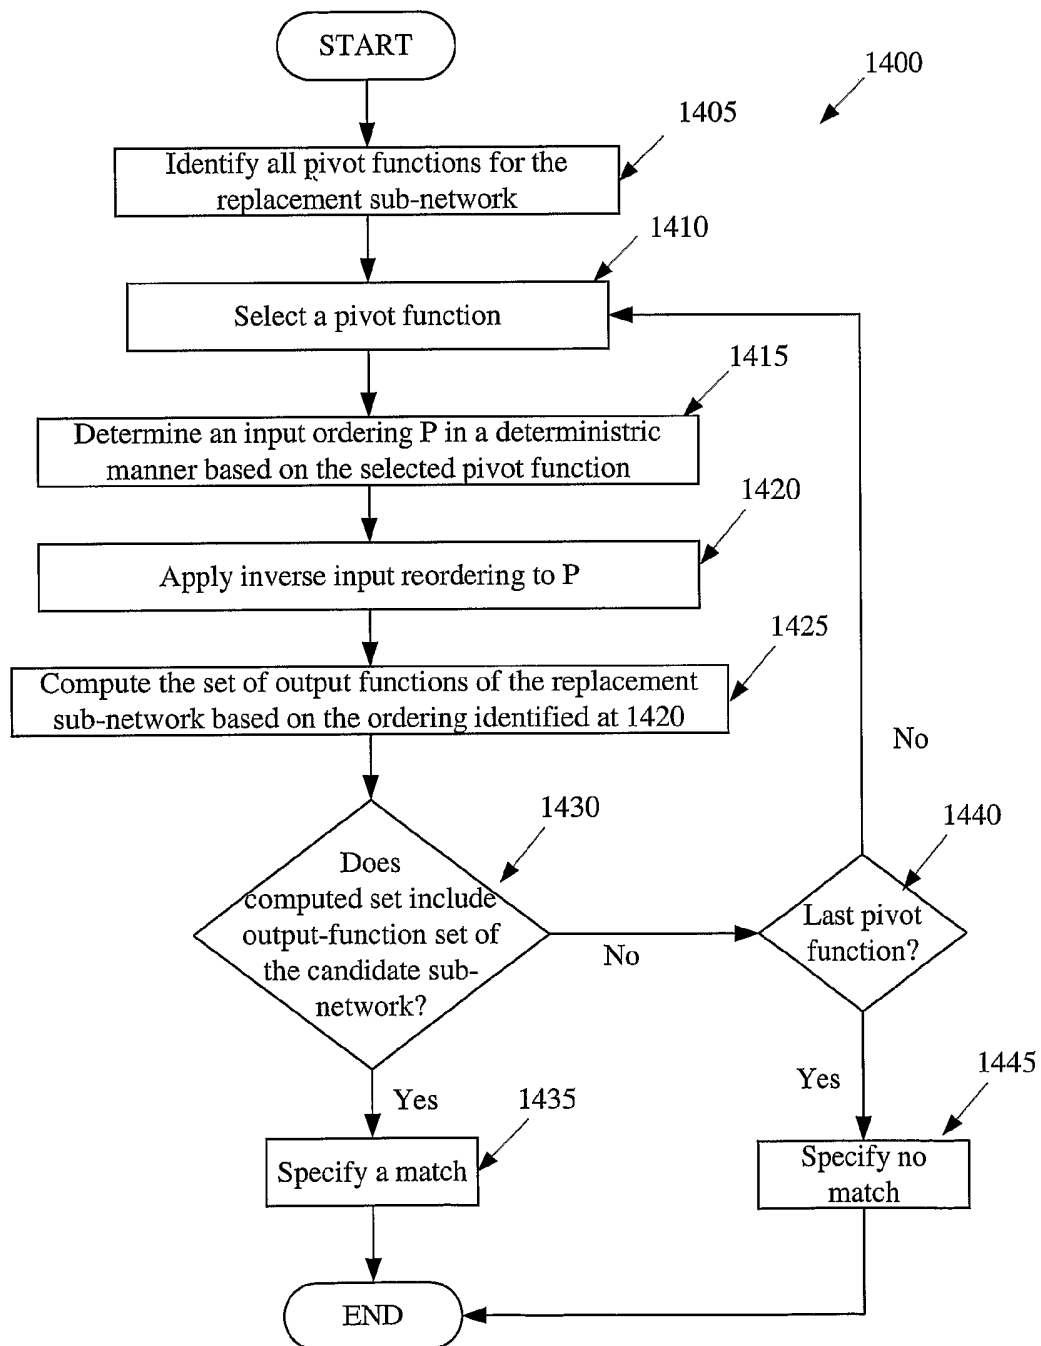 START
1400
1405
Identify all pivot functions for the
replacement sub-network
1410
Select a pivot function
1415
Determine an input ordering P in a deterministric
manner based on the selected pivot function
1420
Apply inverse input reordering to P
1425
Compute the set of output functions of the replacement
sub-network based on the ordering identified at 1420
No
1430
Does
computed set include
output-function set of
the candidate sub-
network?
No
1440
Last pivot
function?
Yes
1435
Specify a match
Yes
1445
Specify no
match
END